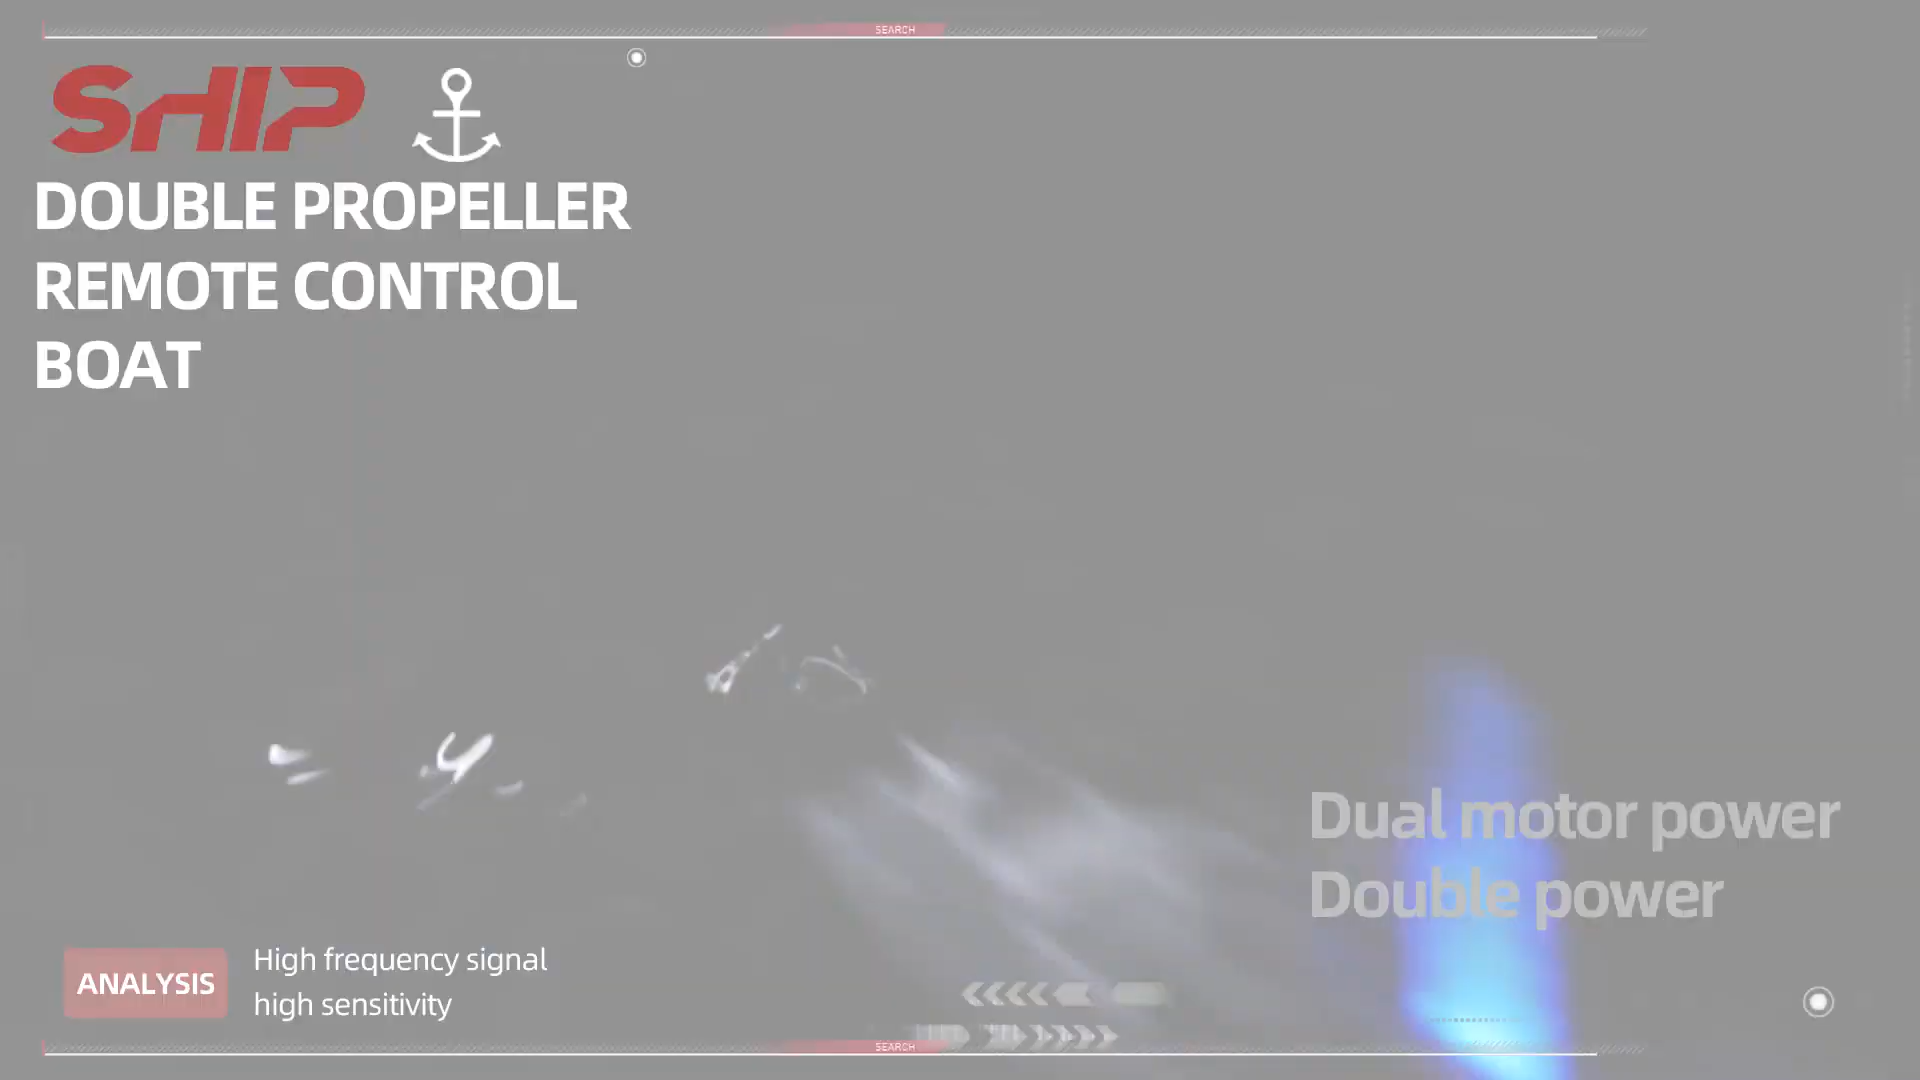 SEARCH
SHIP
DOUBLE PROPELLER
REMOTE CONTROL
BOAT
Dual motor power
Double power
ANALYSIS
High frequency signal
high sensitivity
SEARCH